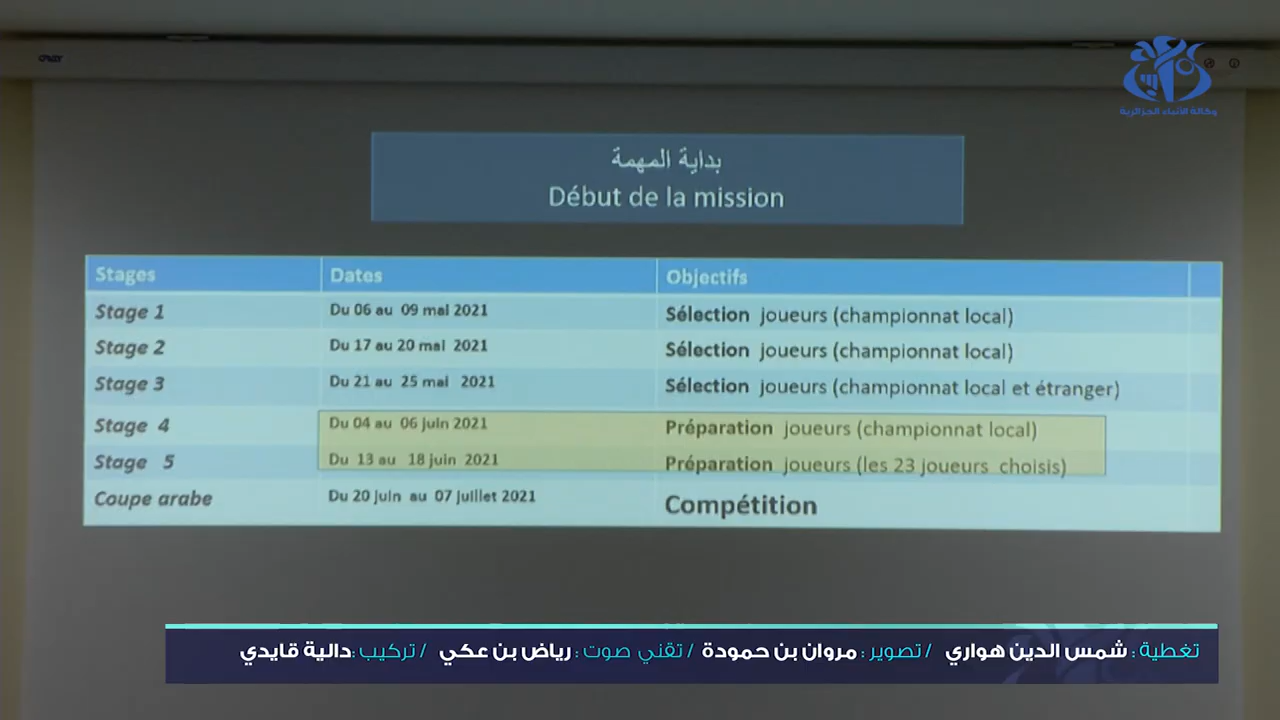 وكالة الأنباء الجزائرية
بداية المهمة
Début de la mission
Stages Dates Objectifs
Stage 1 Du 06 au 09 mai 2021 Sélection joueurs (championnat local)
Stage 2 Du 17 au 20 mai 2021 Sélection joueurs (championnat local)
Stage 3 Du 21 au 25 mai 2021 Sélection joueurs (championnat local et étranger)
Stage 4 Du 04 au 06 juin 2021 Préparation joueurs (championnat local)
Stage 5 Du 13 au 18 juin 2021 Préparation joueurs (les 23 joueurs choisis)
Coupe arabe Du 20 juin au 07 juillet 2021 Compétition
تغطية : شمس الدين هواري / تصوير : مروان بن حمودة / تقني صوت : رياض بن عكي / تركيب : دالية قايدي